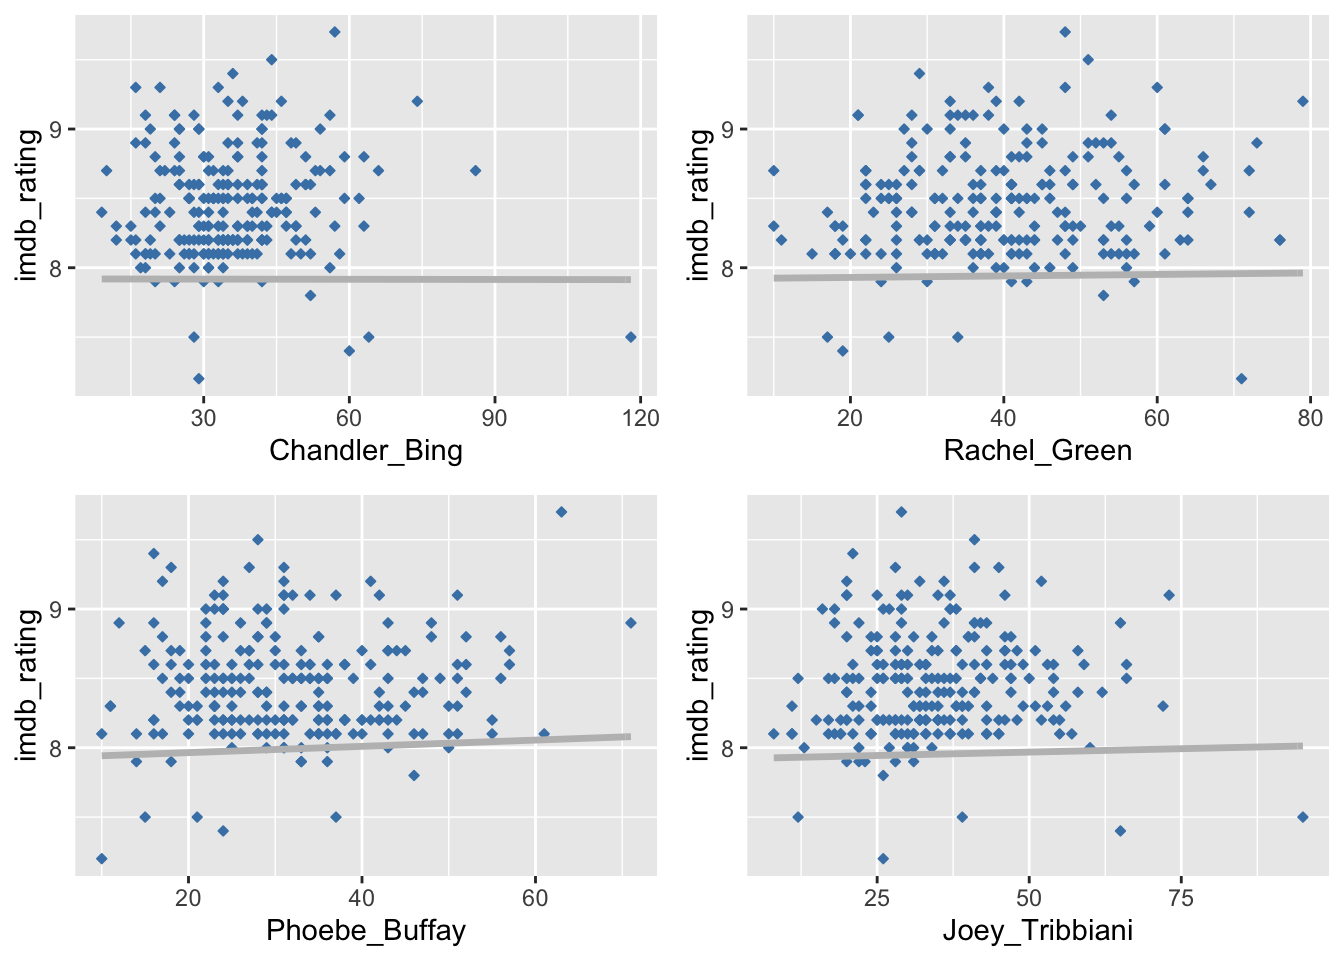 imdb_rating
9
8
30
60
90
120
Chandler_Bing
imdb_rating
9
8
20
40
60
80
Rachel_Green
imdb_rating
9
8
20
40
60
Phoebe_Buffay
imdb_rating
9
8
25
50
75
Joey_Tribbiani